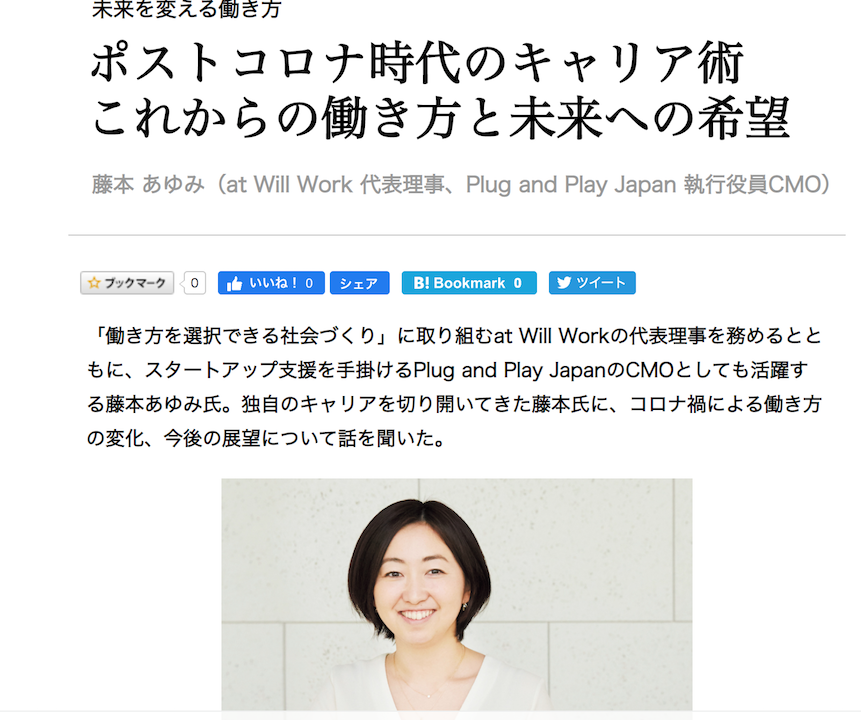 未来を変える働き方
ポストコロナ時代のキャリア術
これからの働き方と未来への希望
藤本 あゆみ（at Will Work 代表理事、Plug and Play Japan 執行役員CMO）
ブックマーク 0 いいね！ 0 シェア B! Bookmark 0 ツイート
「働き方を選択できる社会づくり」に取り組むat Will Workの代表理事を務めるとと
もに、スタートアップ支援を手掛けるPlug and Play JapanのCMOとしても活躍す
る藤本あゆみ氏。独自のキャリアを切り開いてきた藤本氏に、コロナ禍による働き方
の変化、今後の展望について話を聞いた。